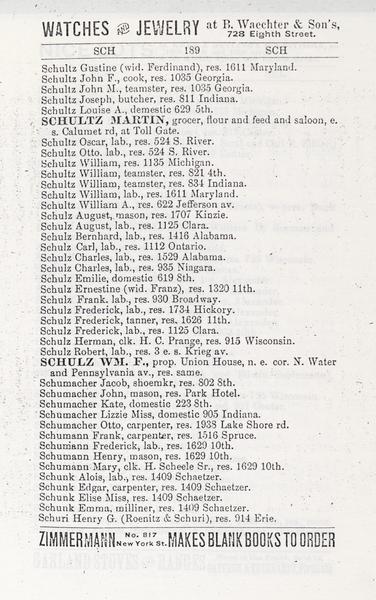 WATCHES AND JEWELRY at B. Waechter & Son's,
728 Eighth Street.
SCH 189 SCH
Schultz Gustine (wid. Ferdinand), res. 1611 Maryland.
Schultz John F., cook, res. 1035 Georgia.
Schultz John M., teamster, res. 1035 Georgia.
Schultz Joseph, butcher, res. 811 Indiana.
Schultz Louise A., domestic 629 5th.
SCHULTZ MARTIN, grocer, flour and feed and saloon, e.
s. Calumet rd, at Toll Gate.
Schultz Oscar, lab., res. 524 S. River.
Schultz Otto. lab., res. 524 S. River.
Schultz William, res. 1135 Michigan.
Schultz William, teamster, res. 821 4th.
Schultz William, teamster, res. 834 Indiana.
Schultz William, lab., res. 1611 Maryland.
Schultz William A., res. 622 Jefferson av.
Schulz August, mason, res. 1707 Kinzie.
Schulz August, lab., res. 1125 Clara.
Schulz Bernhard, lab., res. 1416 Alabama.
Schulz Carl, lab., res. 1112 Ontario.
Schulz Charles, lab., res. 1529 Alabama.
Schulz Charles, lab., res. 935 Niagara.
Schulz Emilie, domestic 619 8th.
Schulz Ernestine (wid. Franz), res. 1320 11th.
Schulz Frank. lab., res. 930 Broadway.
Schulz Frederick, lab., res. 1734 Hickory.
Schulz Frederick, tanner, res. 1626 11th.
Schulz Frederick, lab., res. 1125 Clara.
Schulz Herman, clk. H. C. Prange, res. 915 Wisconsin.
Schulz Robert, lab., res. 3 e. s. Krieg av.
SCHULZ WM. F., prop. Union House, n. e. cor. N. Water
and Pennsylvania av., res. same.
Schumacher Jacob, shoemkr, res. 802 8th.
Schumacher John, mason, res. Park Hotel.
Schumacher Kate, domestic 223 8th.
Schumacher Lizzie Miss, domestic 905 Indiana.
Schumacher Otto, carpenter, res. 1938 Lake Shore rd.
Schumann Frank, carpenter, res. 1516 Spruce.
Schumann Frederick, lab., res. 1629 10th.
Schumann Henry, mason, res. 1629 10th.
Schumann Mary, clk. H. Scheele Sr., res. 1629 10th.
Schunk Alois, lab., res. 1409 Schaetzer.
Schunk Edgar, carpenter, res. 1409 Schaetzer.
Schunk Elise Miss, res. 1409 Schaetzer.
Schunk Emma, milliner, res. 1409 Schaetzer.
Schuri Henry G. (Roenitz & Schuri), res. 914 Erie.
ZIMMERMANN No. 817 New York St. MAKES BLANK BOOKS TO ORDER